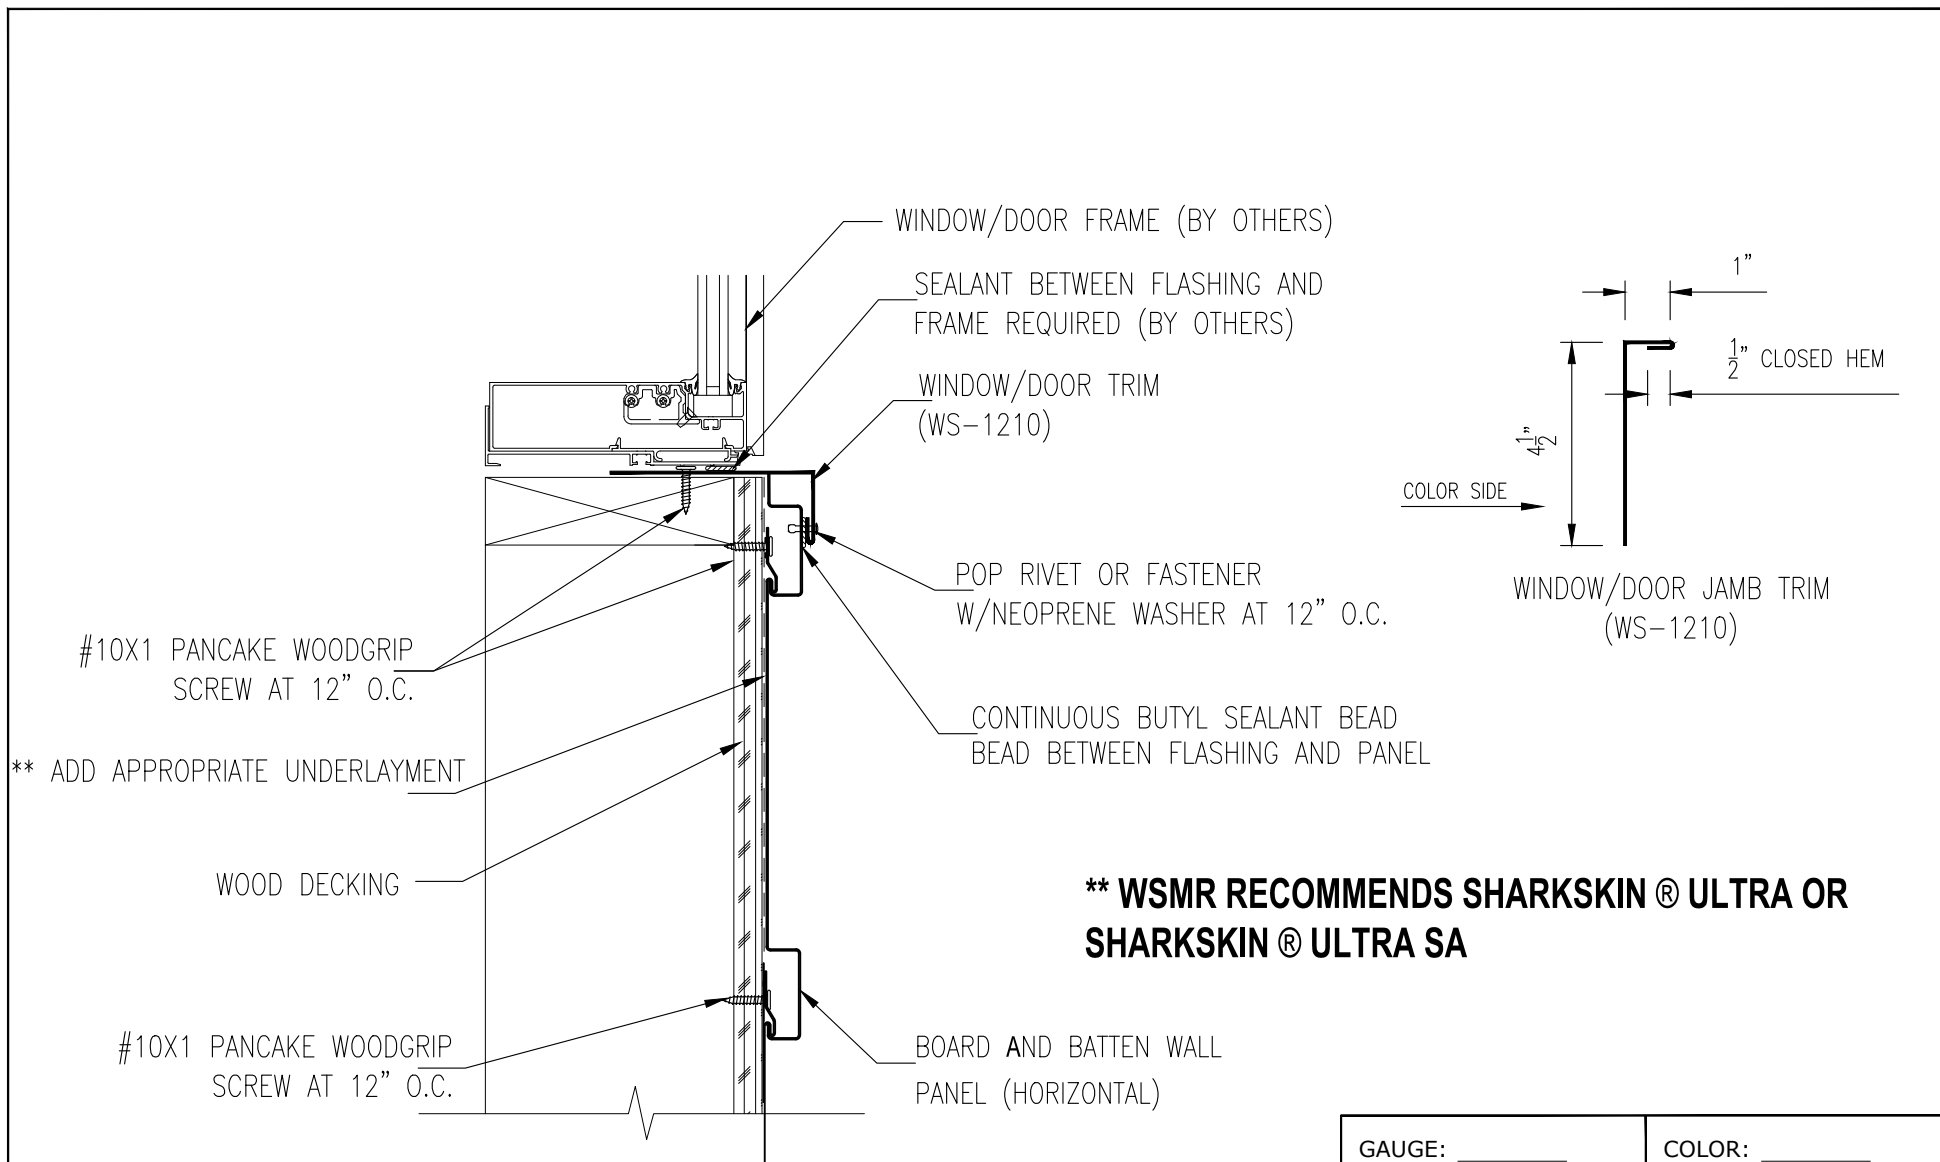 WINDOW/DOOR FRAME (BY OTHERS)
SEALANT BETWEEN FLASHING AND
FRAME REQUIRED (BY OTHERS)
WINDOW/DOOR TRIM
(WS-1210)
POP RIVET OR FASTENER
W/NEOPRENE WASHER AT 12" O.C.
CONTINUOUS BUTYL SEALANT BEAD
BEAD BETWEEN FLASHING AND PANEL
#10X1 PANCAKE WOODGRIP
SCREW AT 12" O.C.
** ADD APPROPRIATE UNDERLAYMENT
WOOD DECKING
#10X1 PANCAKE WOODGRIP
SCREW AT 12" O.C.
BOARD AND BATTEN WALL
PANEL (HORIZONTAL)
1"
1/2" CLOSED HEM
4 1/2"
COLOR SIDE
WINDOW/DOOR JAMB TRIM
(WS-1210)
** WSMR RECOMMENDS SHARKSKIN ® ULTRA OR
SHARKSKIN ® ULTRA SA
GAUGE: ________ COLOR: ________